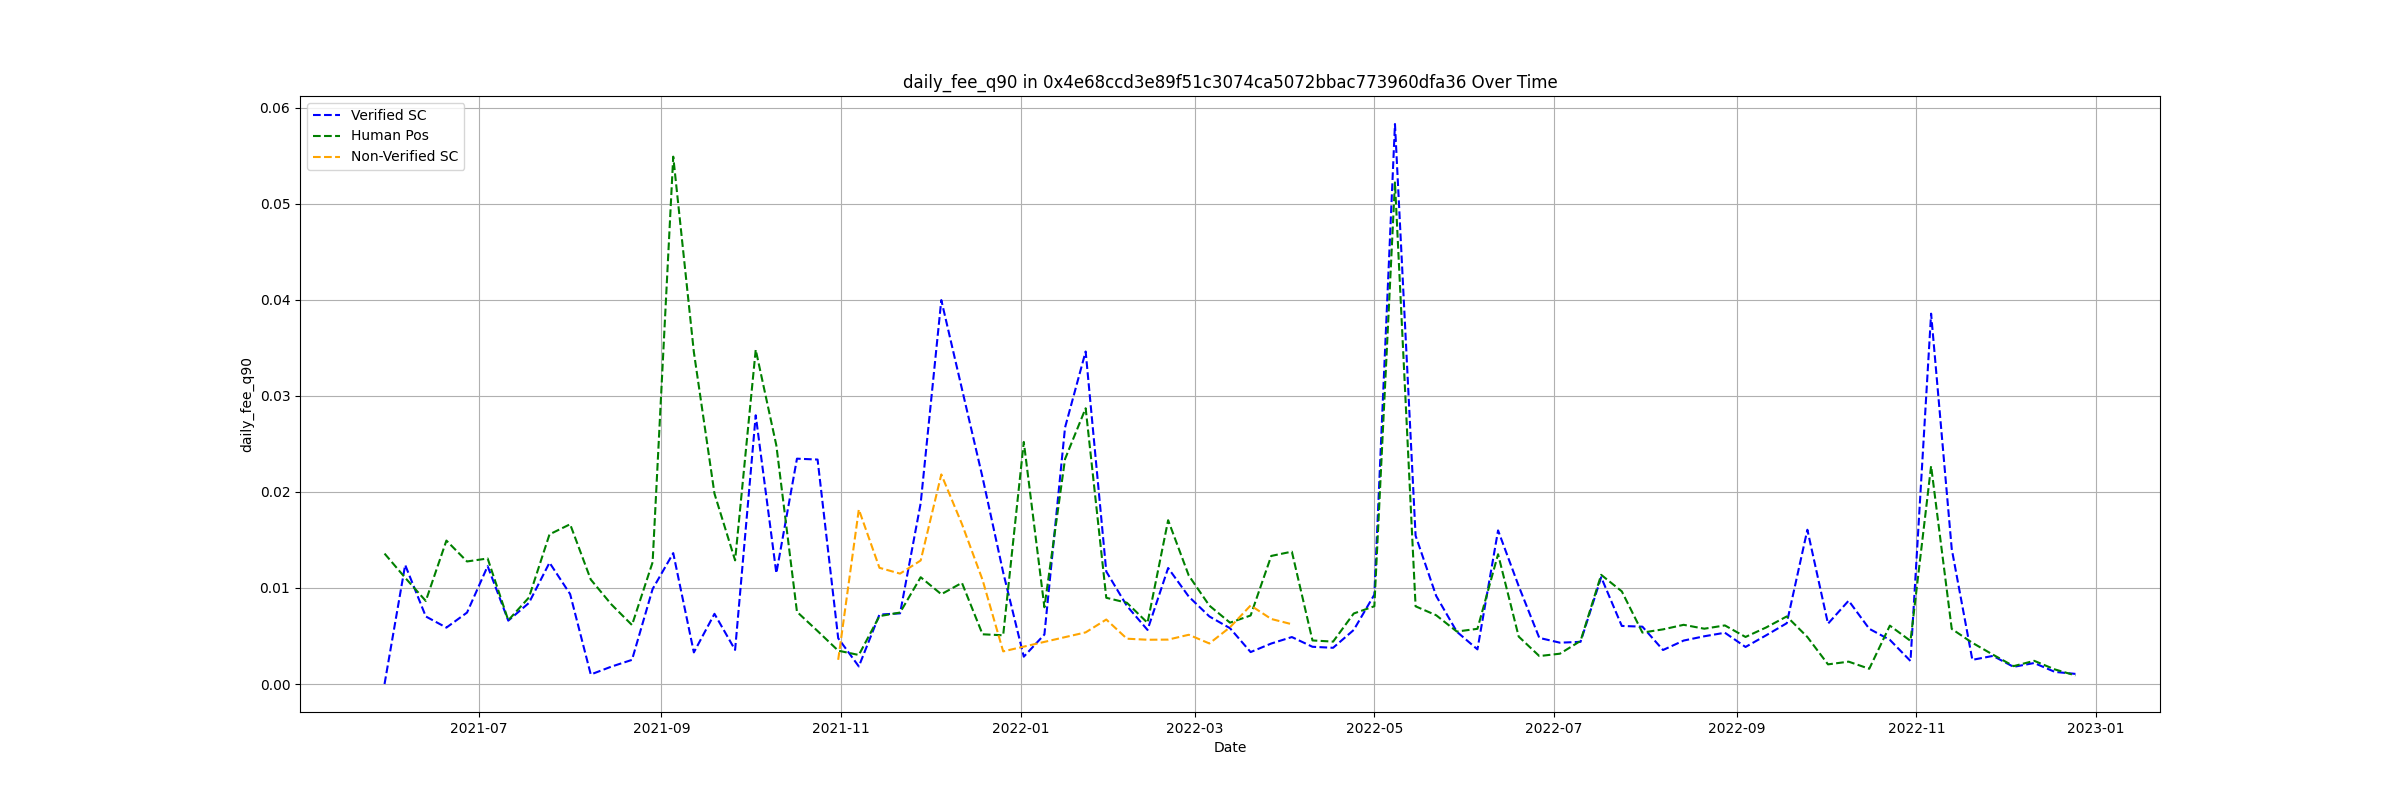 daily_fee_q90 in 0x4e68ccd3e89f51c3074ca5072bbac773960dfa36 Over Time
Verified SC
Human Pos
Non-Verified SC
daily_fee_q90
0.06
0.05
0.04
0.03
0.02
0.01
0.00
2021-07
2021-09
2021-11
2022-01
2022-03
2022-05
2022-07
2022-09
2022-11
2023-01
Date